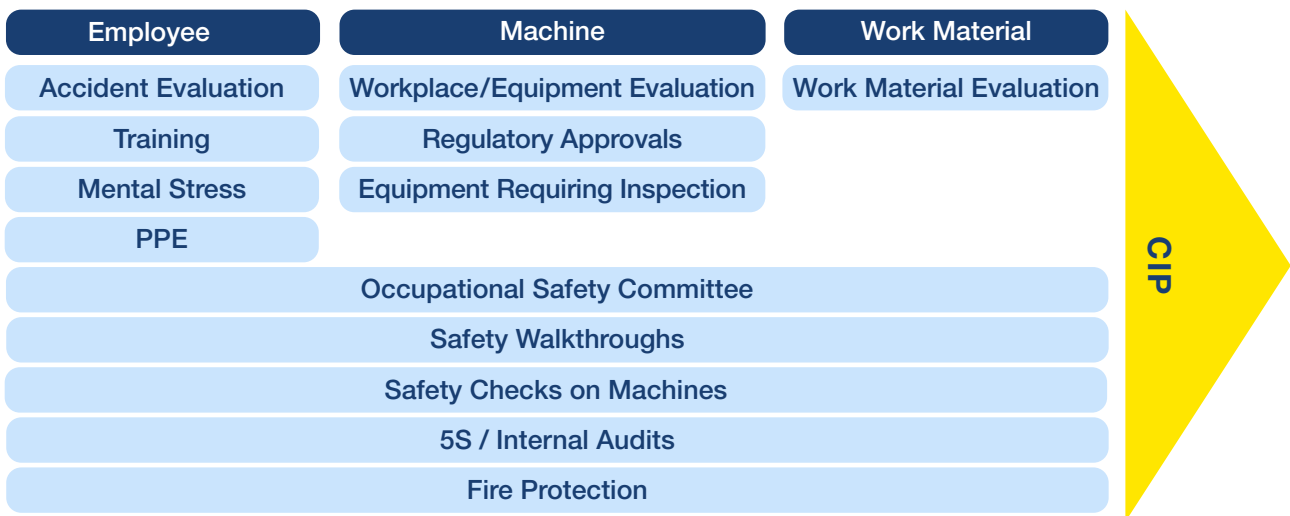 Employee
Machine
Work Material
Accident Evaluation
Workplace/Equipment Evaluation
Work Material Evaluation
Training
Regulatory Approvals
Mental Stress
Equipment Requiring Inspection
PPE
Occupational Safety Committee
Safety Walkthroughs
Safety Checks on Machines
5S / Internal Audits
Fire Protection
CIP